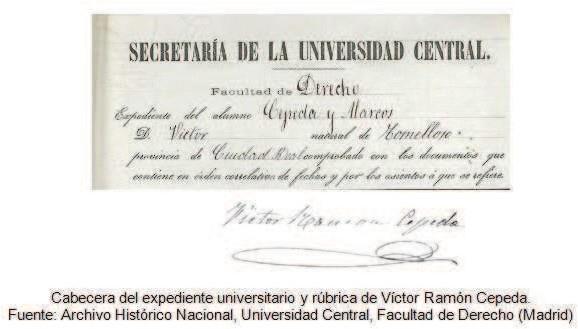 SECRETARÍA DE LA UNIVERSIDAD CENTRAL.
Facultad de Derecho
Expediente del alumno Cepeda y Marcos
D. Victor natural de Tomelloso.
provincia de Ciudad Real comprobado con los documentos que
contiene en órden correlativo de fechas y por los asientos á que se refiere
Victor Ramon Cepeda
Cabecera del expediente universitario y rúbrica de Víctor Ramón Cepeda.
Fuente: Archivo Histórico Nacional, Universidad Central, Facultad de Derecho (Madrid)